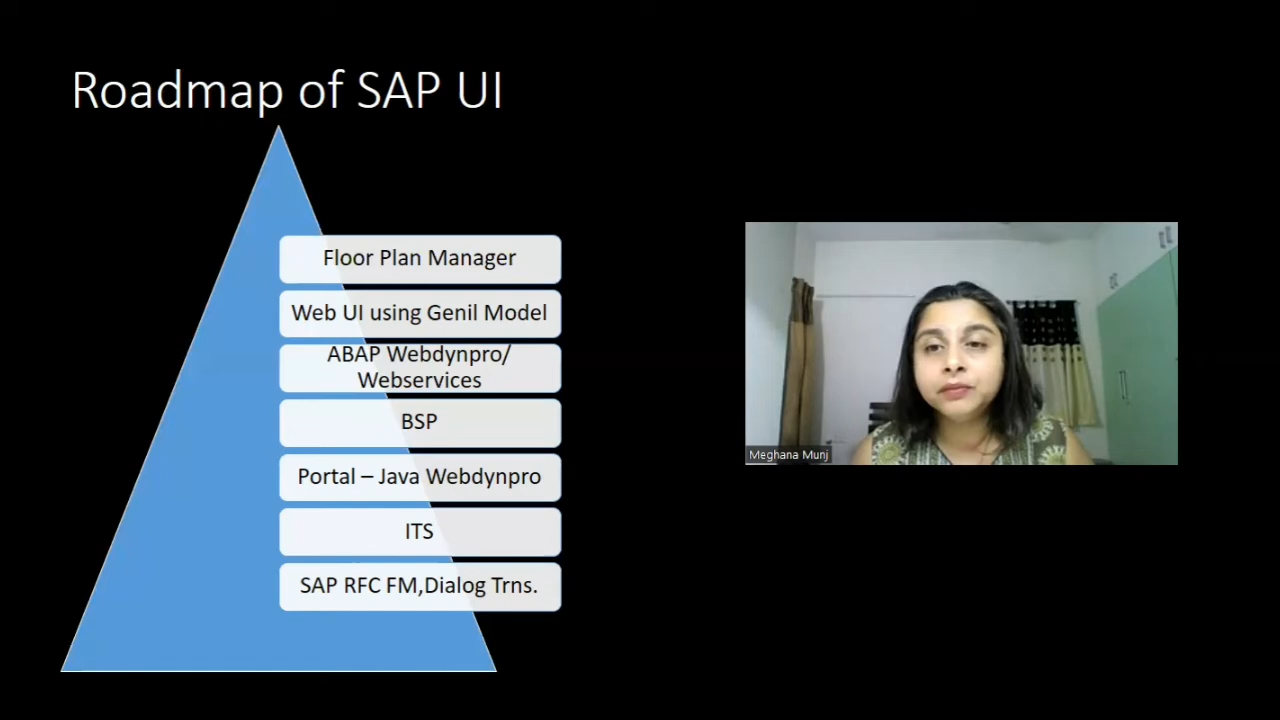 Roadmap of SAP UI
Floor Plan Manager
Web UI using Genil Model
ABAP Webdynpro/
Webservices
BSP
Portal – Java Webdynpro
ITS
SAP RFC FM,Dialog Trns.
Meghana Munj